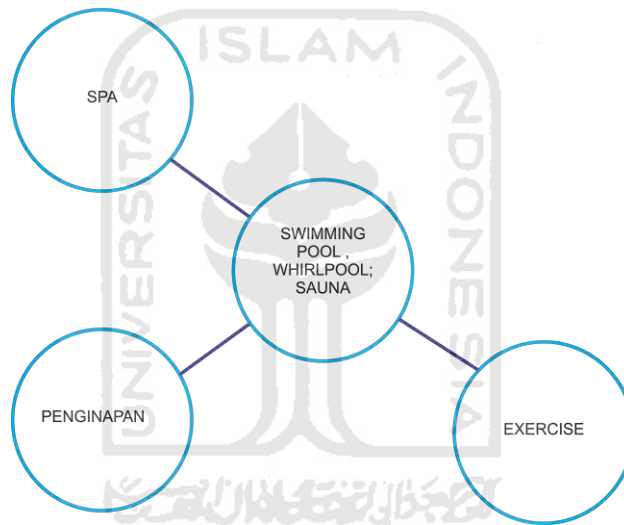 ISLAM
UNIVERSITAS
INDONESIA
SPA
SWIMMING
POOL ,
WHIRLPOOL;
SAUNA
PENGINAPAN
EXERCISE